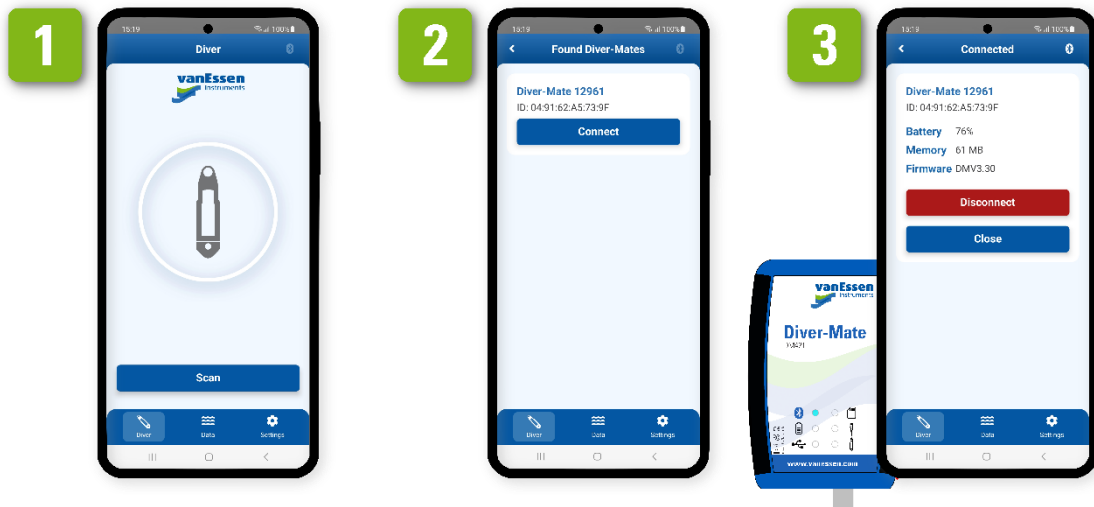 1
15:19
100%
Diver
vanEssen
Instruments
Scan
Diver
Data
Settings
2
15:19
100%
Found Diver-Mates
Diver-Mate 12961
ID: 04:91:62:A5:73:9F
Connect
Diver
Data
Settings
3
15:19
100%
Connected
Diver-Mate 12961
ID: 04:91:62:A5:73:9F
Battery 76%
Memory 61 MB
Firmware DMV3.30
Disconnect
Close
Diver
Data
Settings
vanEssen
Instruments
Diver-Mate
www.vanessen.com